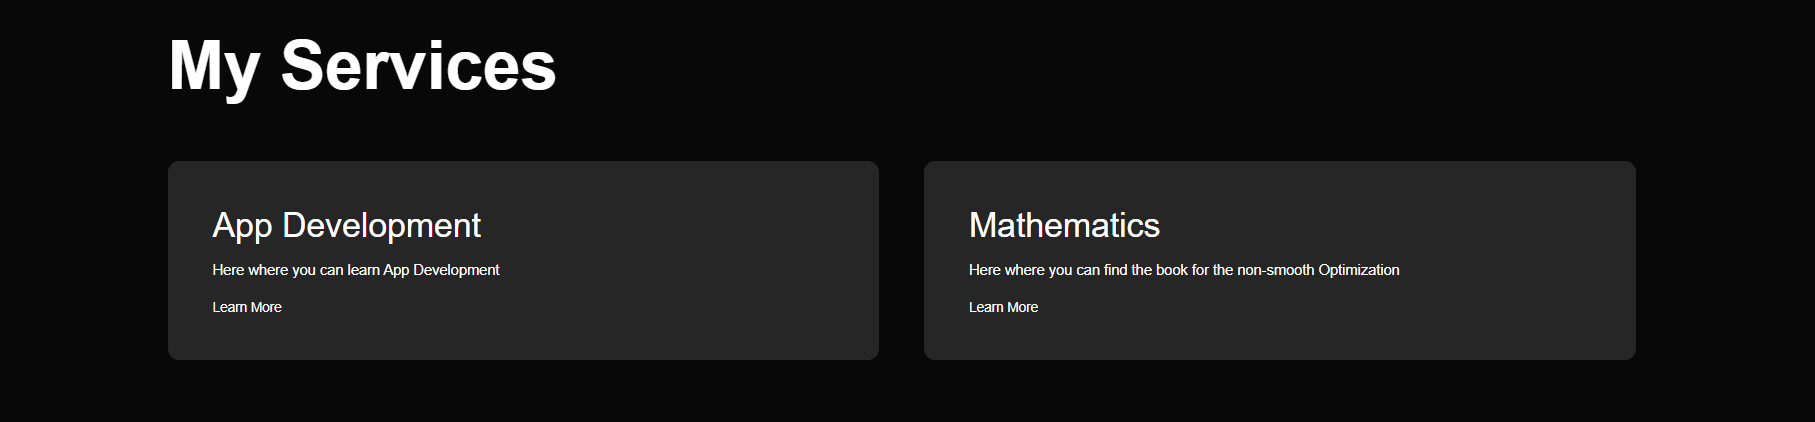 My Services
App Development
Here where you can learn App Development
Learn More
Mathematics
Here where you can find the book for the non-smooth Optimization
Learn More